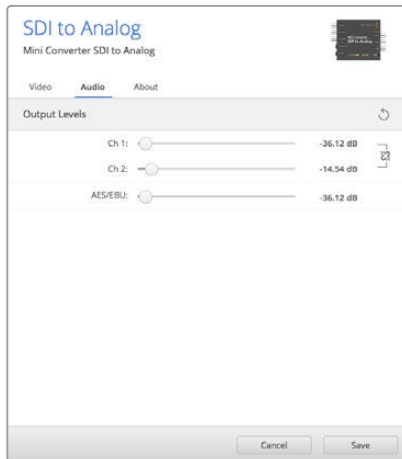 SDI to Analog
Mini Converter SDI to Analog
Video Audio About
Output Levels
Ch 1: -36.12 dB
Ch 2: -14.54 dB
AES/EBU: -36.12 dB
Cancel Save